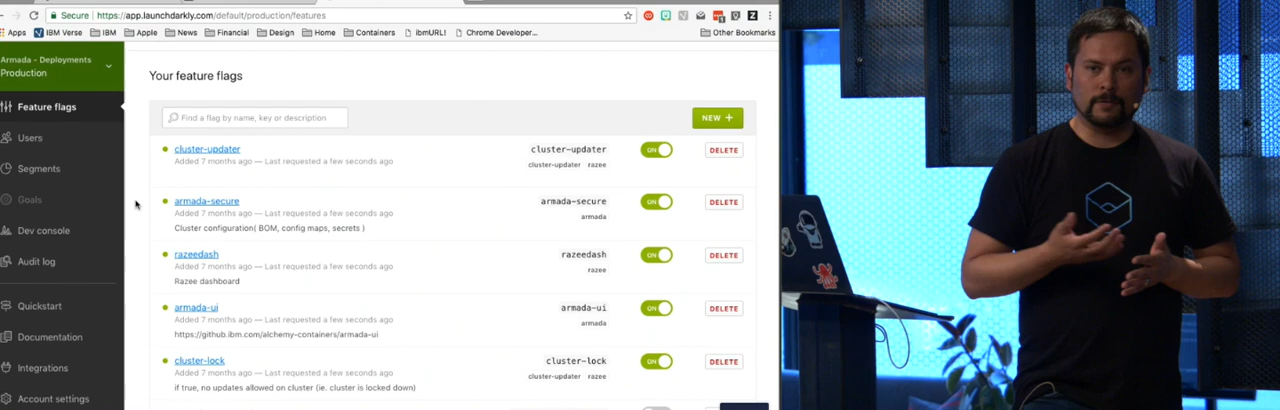 Secure
https://app.launchdarkly.com/default/production/features
Apps
IBM Verse
IBM
Apple
News
Financial
Design
Home
Containers
ibmURL!
Chrome Developer...
Other Bookmarks
Armada - Deployments
Production
Feature flags
Users
Segments
Goals
Dev console
Audit log
Quickstart
Documentation
Integrations
Account settings
Your feature flags
Find a flag by name, key or description
NEW +
cluster-updater
Added 7 months ago — Last requested a few seconds ago
cluster-updater
cluster-updater razee
ON
DELETE
armada-secure
Added 7 months ago — Last requested a few seconds ago
Cluster configuration( BOM, config maps, secrets )
armada-secure
armada
ON
DELETE
razeedash
Added 7 months ago — Last requested a few seconds ago
Razee dashboard
razeedash
razee
ON
DELETE
armada-ui
Added 7 months ago — Last requested a few seconds ago
https://github.ibm.com/alchemy-containers/armada-ui
armada-ui
armada
ON
DELETE
cluster-lock
Added 7 months ago — Last requested a few seconds ago
if true, no updates allowed on cluster (ie. cluster is locked down)
cluster-lock
cluster-updater razee
ON
DELETE